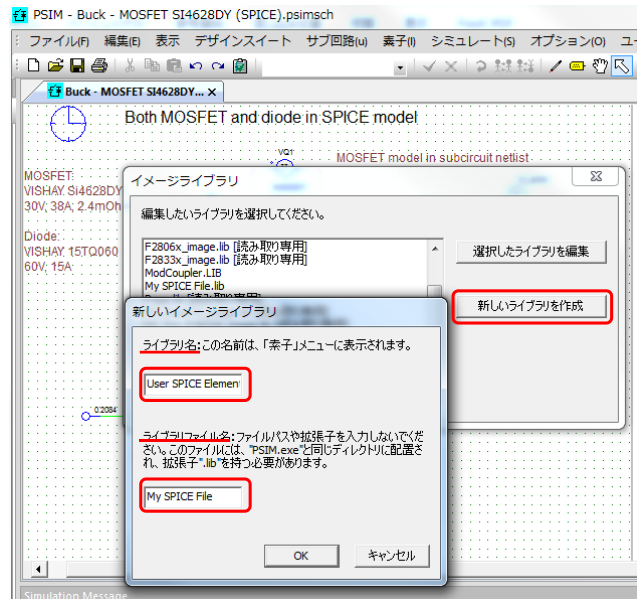 PSIM - Buck - MOSFET SI4628DY (SPICE).psimsch
ファイル(F) 編集(E) 表示 デザインスイート サブ回路(u) 素子(I) シミュレート(S) オプション(O) ユー
Buck - MOSFET SI4628DY... X
Both MOSFET and diode in SPICE model
VQ1
MOSFET model in subcircuit netlist
MOSFET:
VISHAY. Si4628DY
30V; 38A; 2.4mOh
Diode:
VISHAY. 15TQ060
60V; 15A
イメージライブラリ
編集したいライブラリを選択してください。
F2806x_image.lib [読み取り専用]
F2833x_image.lib [読み取り専用]
ModCoupler.LIB
My SPICE File.lib
選択したライブラリを編集
新しいライブラリを作成
新しいイメージライブラリ
ライブラリ名:この名前は、「素子」メニューに表示されます。
User SPICE Elemen
ライブラリファイル名:ファイルパスや拡張子を入力しないでくだ
さい。このファイルには、"PSIM.exe"と同じディレクトリに配置さ
れ、拡張子".lib"を持つ必要があります。
My SPICE File
OK キャンセル
0.2084
Simulation Message